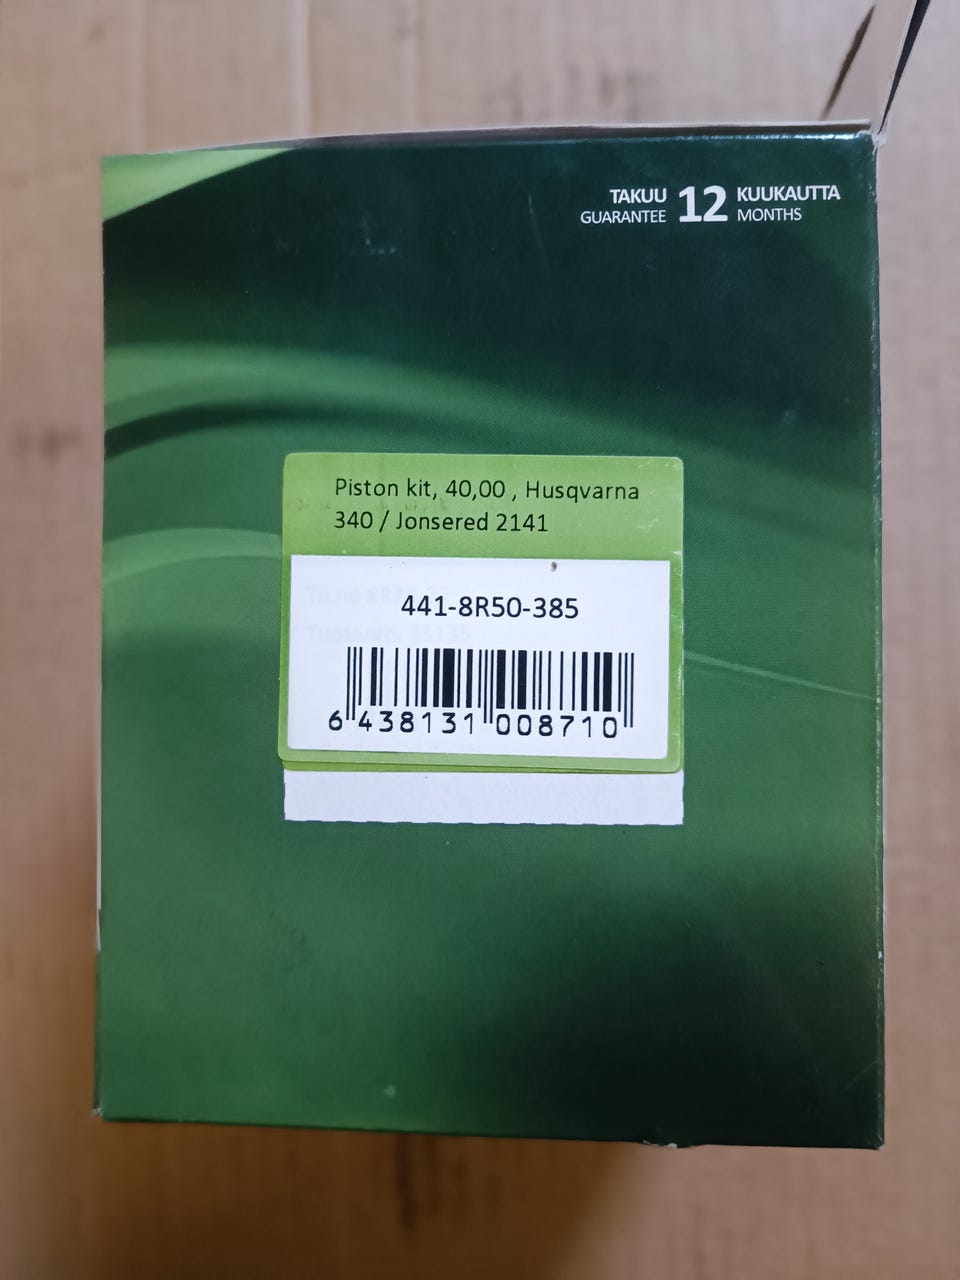 TAKUU 12 KUUKAUTTA
GUARANTEE MONTHS
Piston kit, 40,00 , Husqvarna
340 / Jonsered 2141
441-8R50-385
6 438131 008710